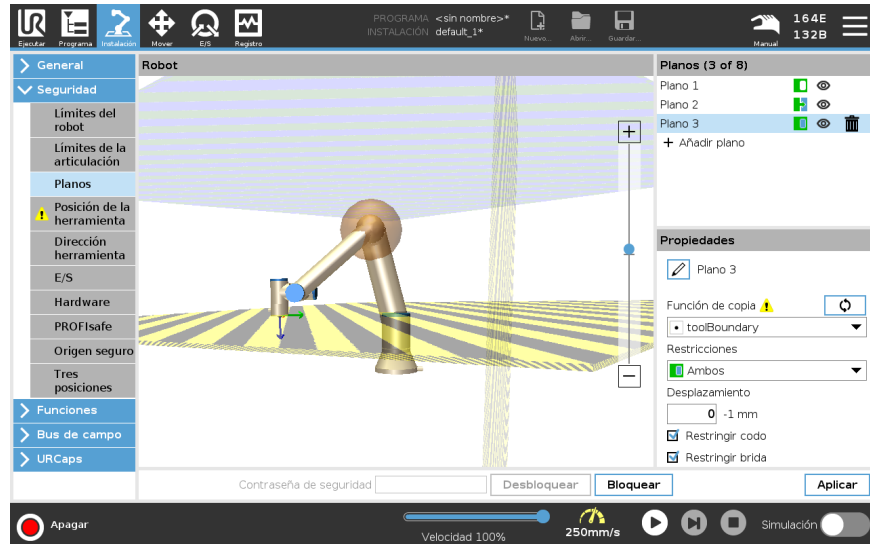 PROGRAMA <sin nombre>*
INSTALACIÓN default_1*
Ejecutar
Programa
Instalación
Mover
E/S
Registro
Nuevo...
Abrir...
Guardar...
Manual
164E
132B
General
Seguridad
Límites del
robot
Límites de la
articulación
Planos
Posición de la
herramienta
Dirección
herramienta
E/S
Hardware
PROFIsafe
Origen seguro
Tres
posiciones
Funciones
Bus de campo
URCaps
Robot
Planos (3 of 8)
Plano 1
Plano 2
Plano 3
Añadir plano
Propiedades
Plano 3
Función de copia
toolBoundary
Restricciones
Ambos
Desplazamiento
0 -1 mm
Restringir codo
Restringir brida
Contraseña de seguridad
Desbloquear
Bloquear
Aplicar
Apagar
Velocidad 100%
250mm/s
Simulación